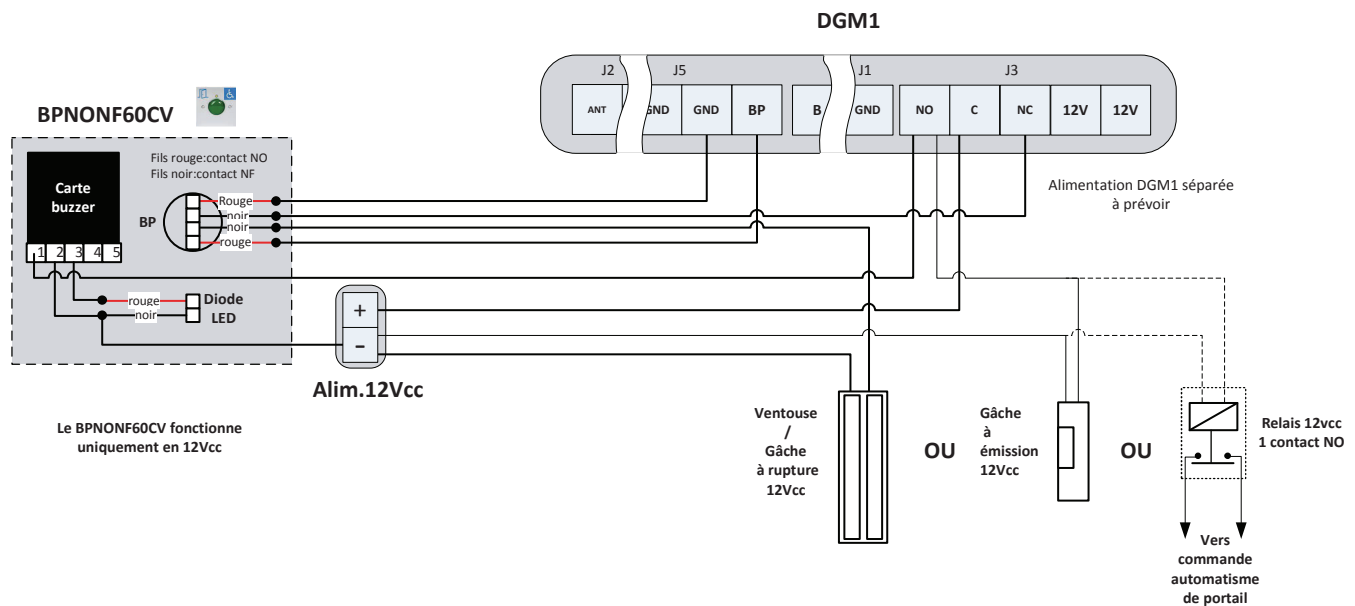 DGM1
J2
J5
J1
J3
ANT
GND
GND
BP
B
GND
NO
C
NC
12V
12V
BPNONF60CV
Fils rouge:contact NO
Fils noir:contact NF
Carte
buzzer
BP
Rouge
noir
noir
rouge
1 2 3 4 5
rouge
noir
Diode
LED
+
-
Alim.12Vcc
Alimentation DGM1 séparée
à prévoir
Le BPNONF60CV fonctionne
uniquement en 12Vcc
Ventouse
/
Gâche
à rupture
12Vcc
OU
Gâche
à
émission
12Vcc
OU
Relais 12vcc
1 contact NO
Vers
commande
automatisme
de portail